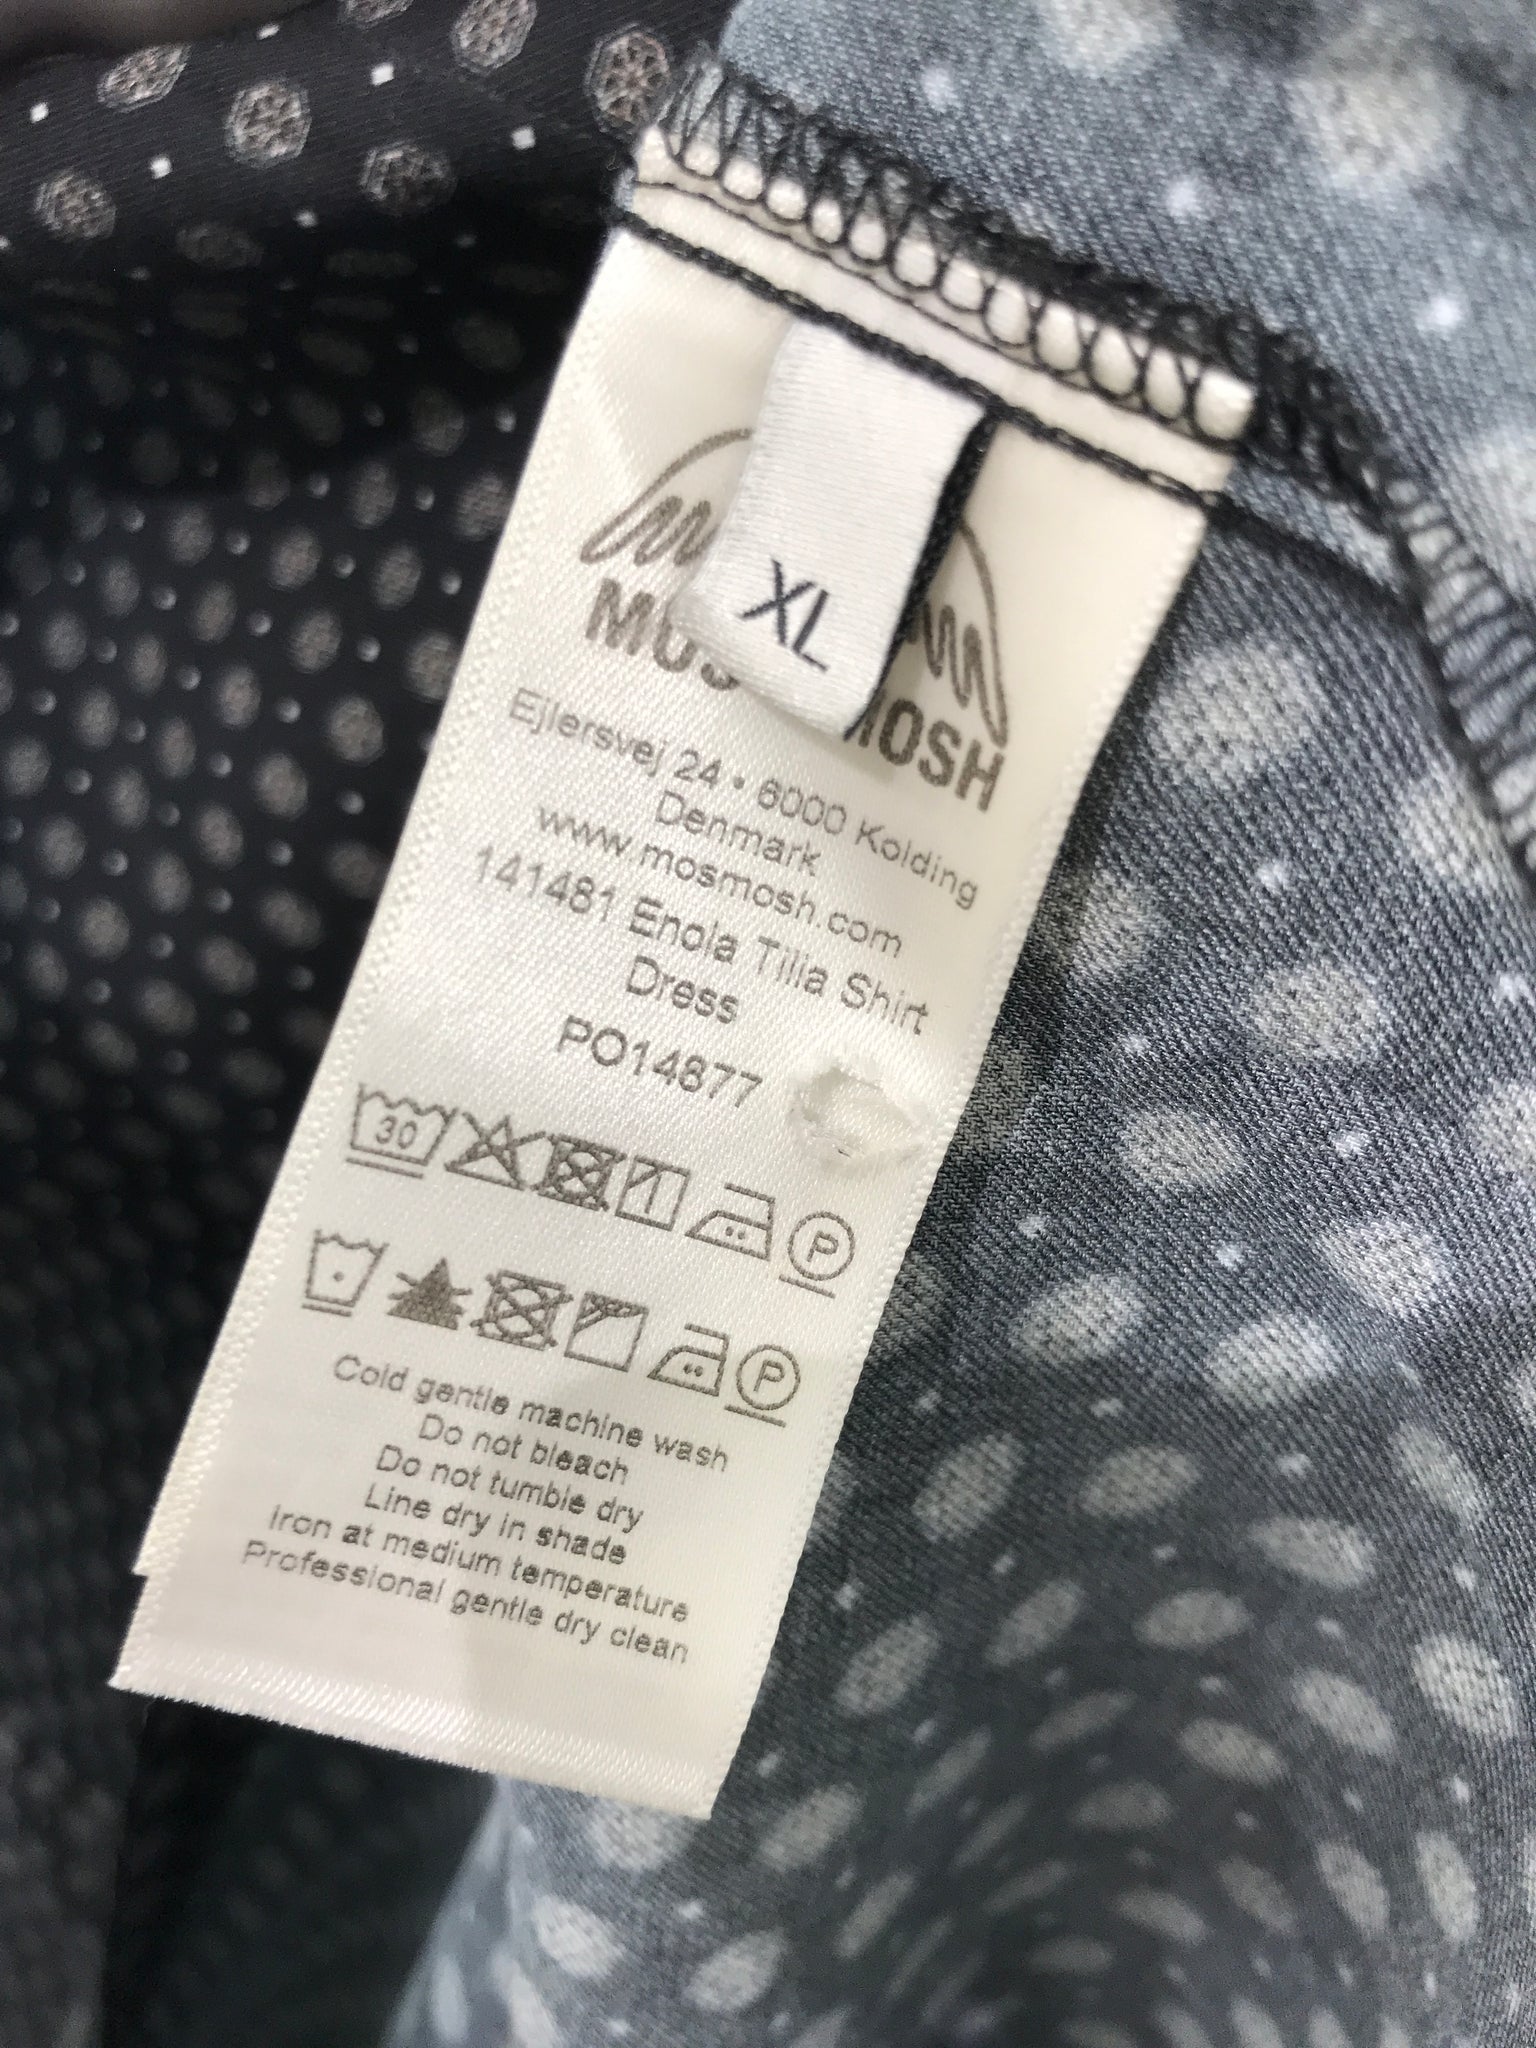 XL
MOS MOSH
Ejlersvej 24 • 6000 Kolding
Denmark
www.mosmosh.com
141481 Enola Tilia Shirt
Dress
PO14677
30
P
P
Cold gentle machine wash
Do not bleach
Do not tumble dry
Line dry in shade
Iron at medium temperature
Professional gentle dry clean